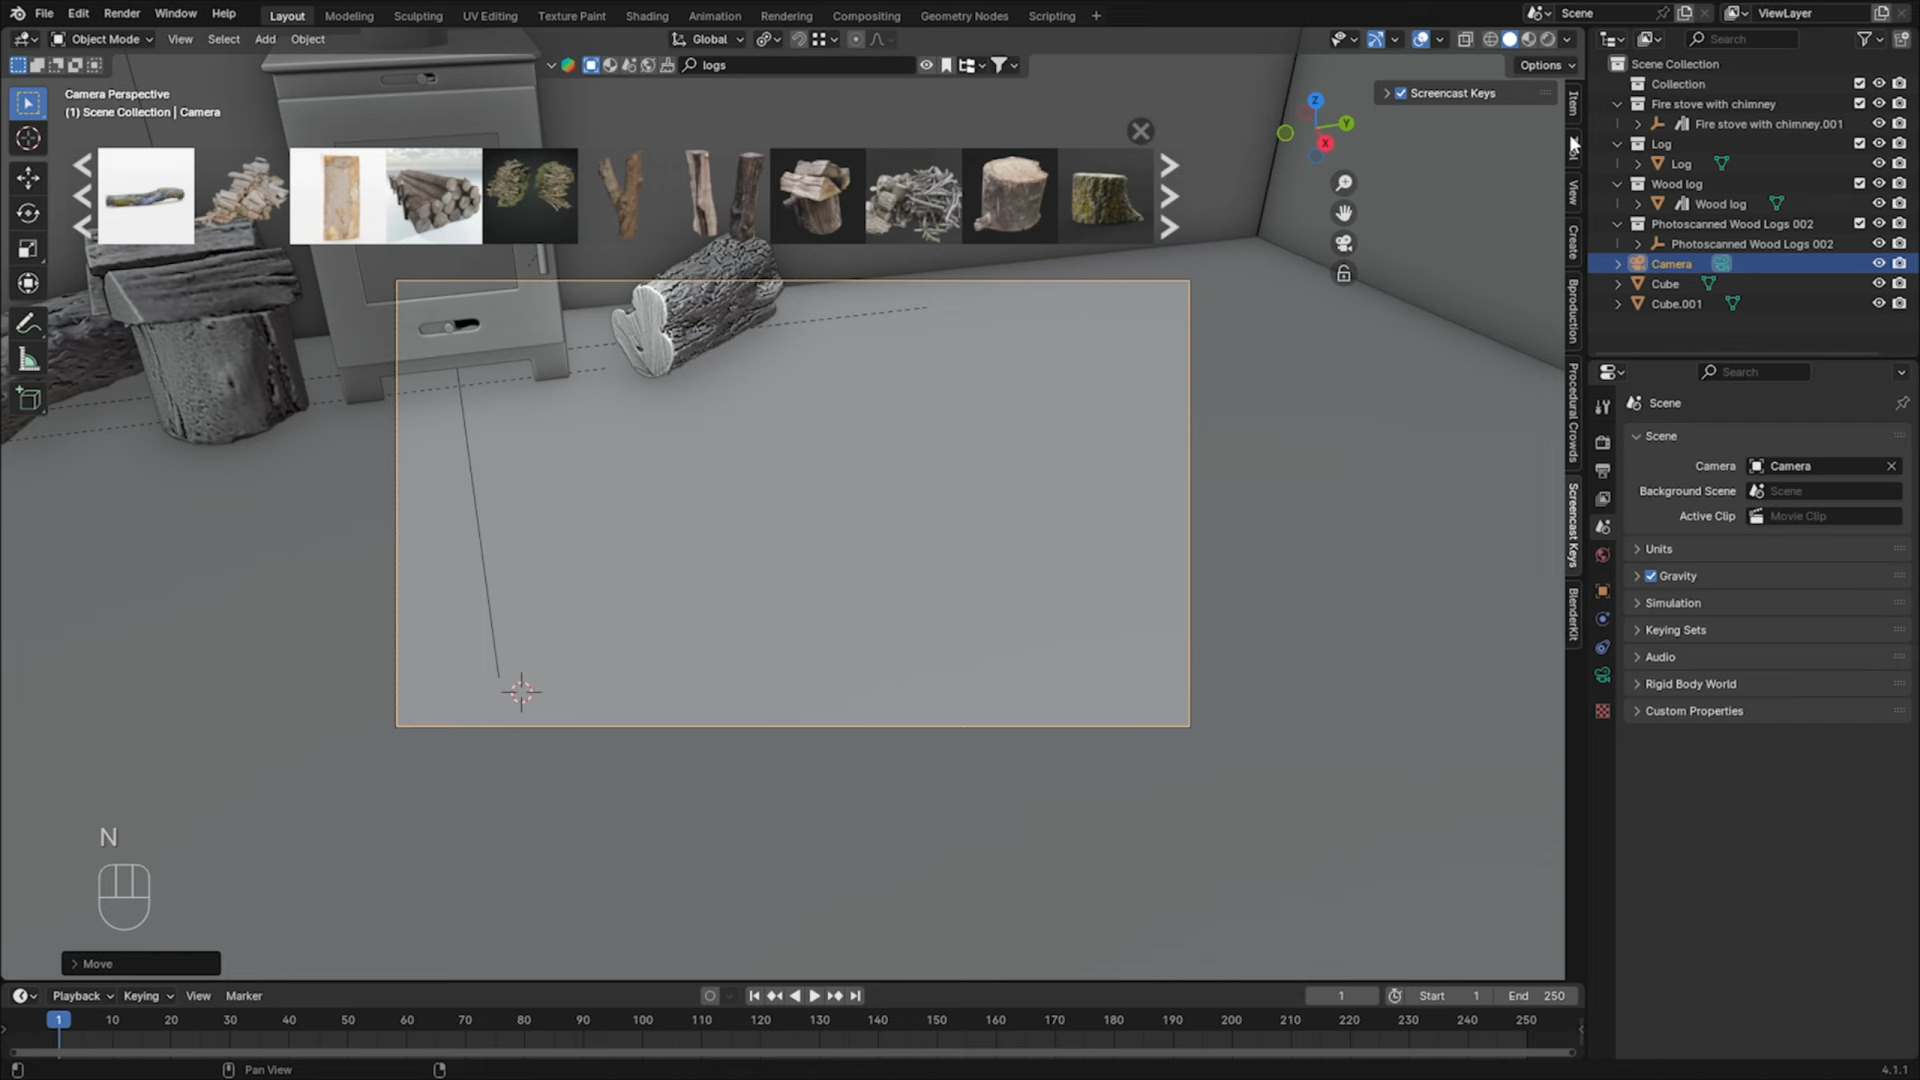 File Edit Render Window Help Layout Modeling Sculpting UV Editing Texture Paint Shading Animation Rendering Compositing Geometry Nodes Scripting + Scene ViewLayer
Object Mode View Select Add Object Global Search
logs Options
Camera Perspective
(1) Scene Collection | Camera
Screencast Keys
Z
Y
X
Item
View
Create
Bproduction
Procedural Crowds
Screencast Keys
BlenderKit
Scene Collection
Collection
Fire stove with chimney
Fire stove with chimney.001
Log
Log
Wood log
Wood log
Photoscanned Wood Logs 002
Photoscanned Wood Logs 002
Camera
Cube
Cube.001
Search
Scene
Scene
Camera Camera
Background Scene Scene
Active Clip Movie Clip
Units
Gravity
Simulation
Keying Sets
Audio
Rigid Body World
Custom Properties
N
Move
Playback Keying View Marker 1 Start 1 End 250
1 10 20 30 40 50 60 70 80 90 100 110 120 130 140 150 160 170 180 190 200 210 220 230 240 250
Pan View 4.1.1